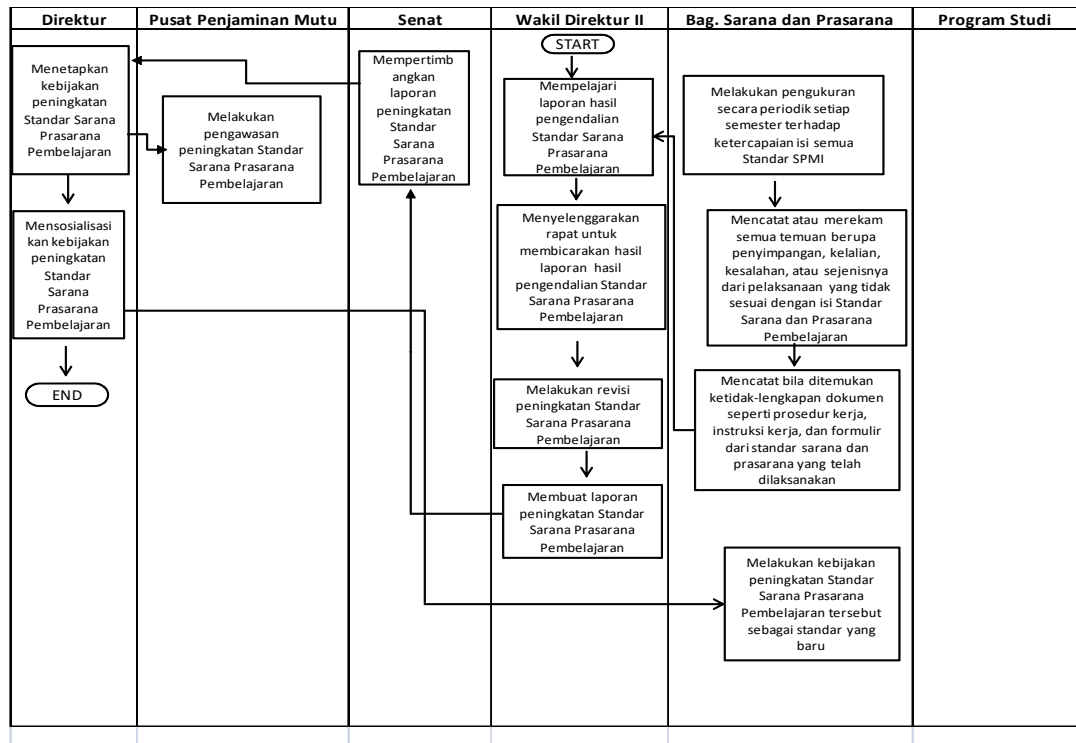 Direktur
Pusat Penjaminan Mutu
Senat
Wakil Direktur II
Bag. Sarana dan Prasarana
Program Studi
Menetapkan
kebijakan
peningkatan
Standar Sarana
Prasarana
Pembelajaran
Mensosialisasi
kan kebijakan
peningkatan
Standar
Sarana
Prasarana
Pembelajaran
END
Melakukan
pengawasan
peningkatan Standar
Sarana Prasarana
Pembelajaran
Mempertimb
angkan
laporan
peningkatan
Standar
Sarana
Prasarana
Pembelajaran
START
Mempelajari
laporan hasil
pengendalian
Standar Sarana
Prasarana
Pembelajaran
Menyelenggarakan
rapat untuk
membicarakan hasil
laporan hasil
pengendalian Standar
Sarana Prasarana
Pembelajaran
Melakukan revisi
peningkatan Standar
Sarana Prasarana
Pembelajaran
Membuat laporan
peningkatan Standar
Sarana Prasarana
Pembelajaran
Melakukan pengukuran
secara periodik setiap
semester terhadap
ketercapaian isi semua
Standar SPMI
Mencatat atau merekam
semua temuan berupa
penyimpangan, kelalian,
kesalahan, atau sejenisnya
dari pelaksanaan yang tidak
sesuai dengan isi Standar
Sarana dan Prasarana
Pembelajaran
Mencatat bila ditemukan
ketidak-lengkapan dokumen
seperti prosedur kerja,
instruksi kerja, dan formulir
dari standar sarana dan
prasarana yang telah
dilaksanakan
Melakukan kebijakan
peningkatan Standar
Sarana Prasarana
Pembelajaran tersebut
sebagai standar yang
baru